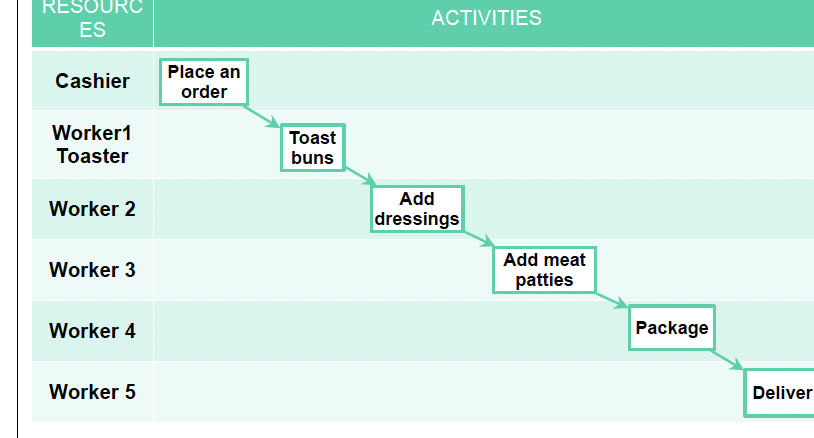 RESOURC
ES
ACTIVITIES
Cashier
Place an
order
Worker1
Toaster
Toast
buns
Worker 2
Add
dressings
Worker 3
Add meat
patties
Worker 4
Package
Worker 5
Deliver